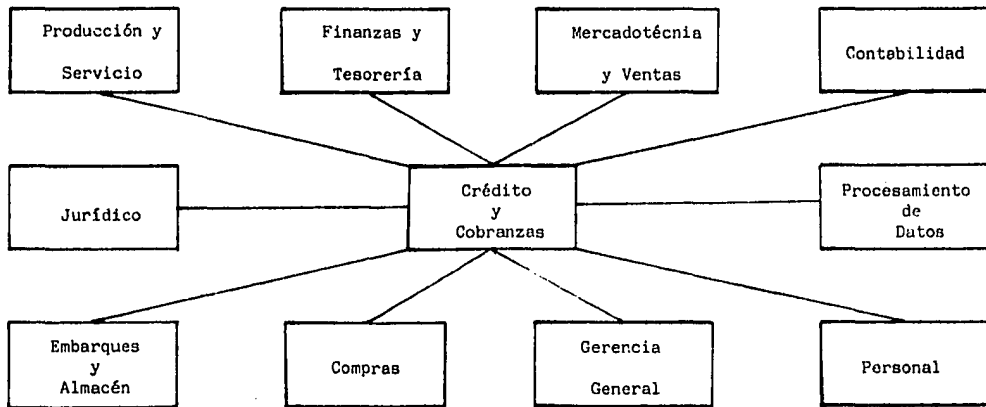 Producción y
Servicio
Finanzas y
Tesorería
Mercadotécnia
y Ventas
Contabilidad
Jurídico
Crédito
y
Cobranzas
Procesamiento
de
Datos
Embarques
y
Almacén
Compras
Gerencia
General
Personal